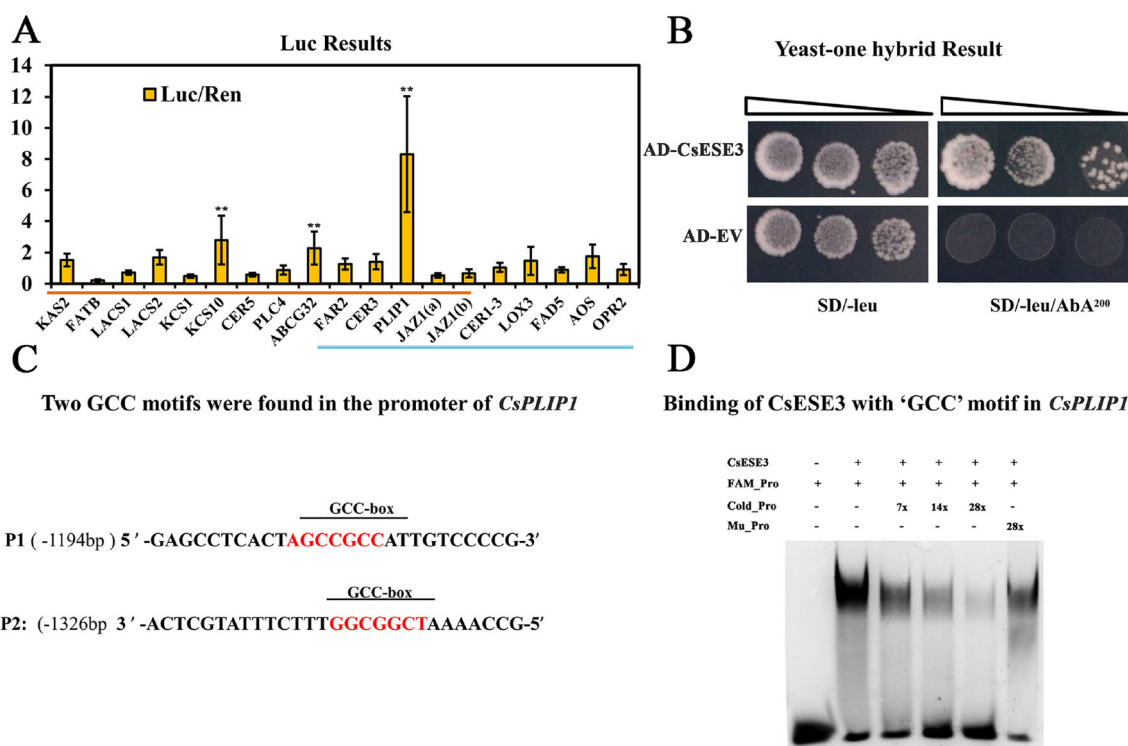 A
Luc Results
14
12
10
8
6
4
2
0
Luc/Ren
**
**
**
KAS2
FATB
LACS1
LACS2
KCS1
KCS10
CER5
PLC4
ABCG32
FAR2
CER3
PLIP1
JAZ1(a)
JAZ1(b)
CER1-3
LOX3
FAD5
AOS
OPR2
B
Yeast-one hybrid Result
AD-CsESE3
AD-EV
SD/-leu
SD/-leu/AbA²⁰⁰
C
Two GCC motifs were found in the promoter of CsPLIP1
GCC-box
P1 ( -1194bp ) 5 ′ -GAGCCTCACTAGCCGCCATTGTCCCCG-3′
GCC-box
P2: (-1326bp 3 ′ -ACTCGTATTTCTTTGGCGGCTAAAACCG-5′
D
Binding of CsESE3 with ‘GCC’ motif in CsPLIP1
CsESE3 - + + + + +
FAM_Pro + + + + + +
Cold_Pro - - 7x 14x 28x -
Mu_Pro - - - - - 28x